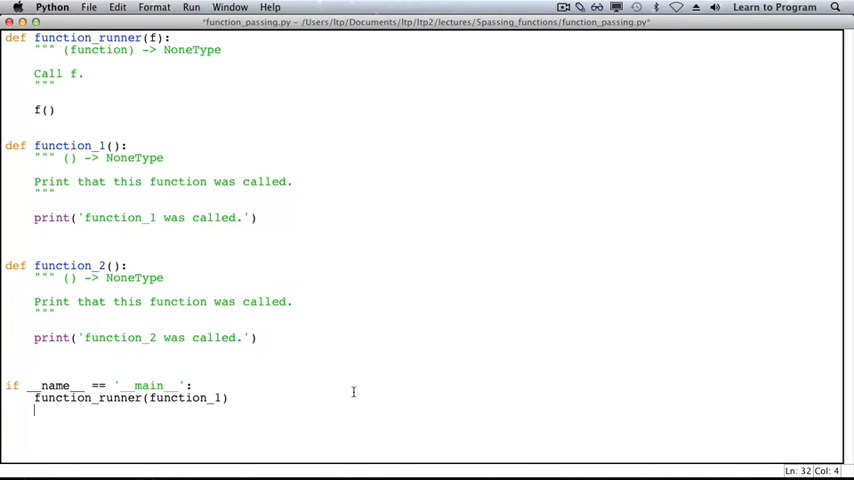 Python File Edit Format Run Window Help Learn to Program
*function_passing.py - /Users/ltp/Documents/ltp/ltp2/lectures/5passing_functions/function_passing.py*
def function_runner(f):
""" (function) -> NoneType
Call f.
"""
f()
def function_1():
""" () -> NoneType
Print that this function was called.
"""
print('function_1 was called.')
def function_2():
""" () -> NoneType
Print that this function was called.
"""
print('function_2 was called.')
if __name__ == '__main__':
function_runner(function_1)
Ln: 32 Col: 4